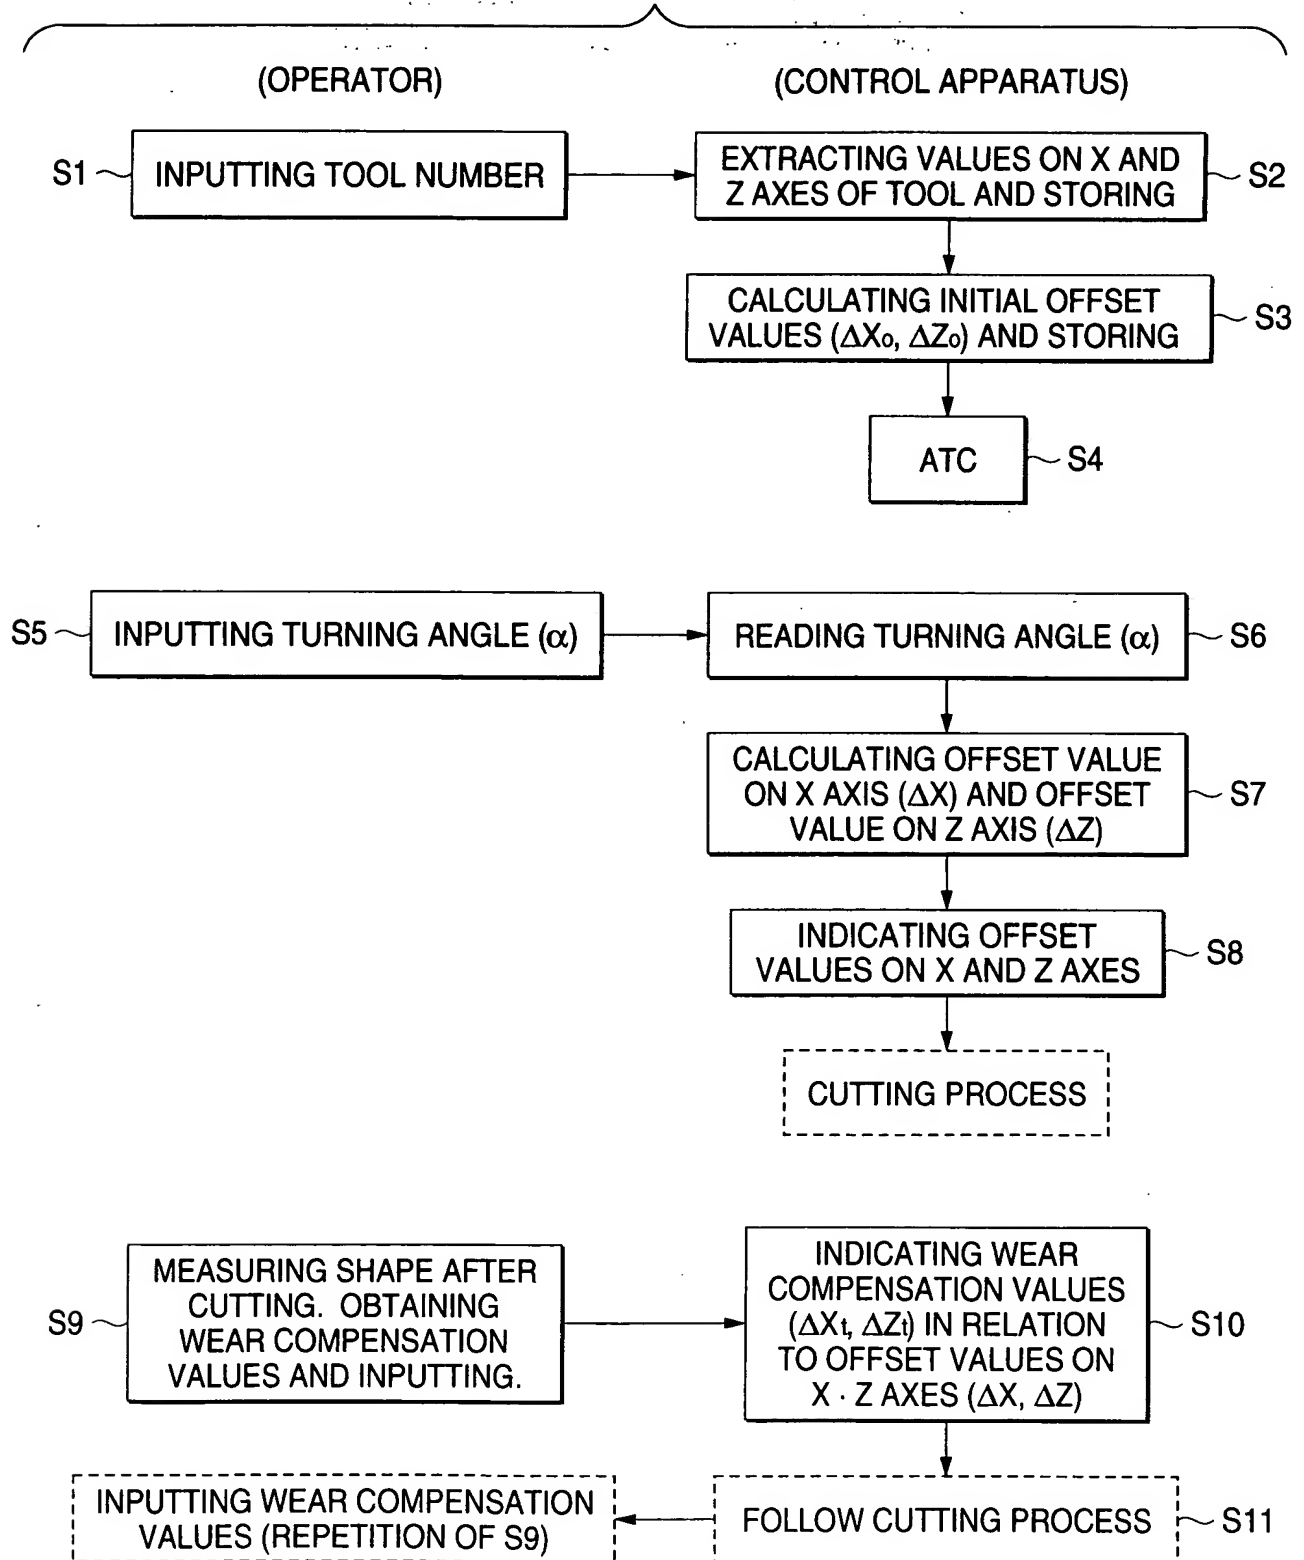 (OPERATOR)
(CONTROL APPARATUS)
S1
INPUTTING TOOL NUMBER
EXTRACTING VALUES ON X AND
Z AXES OF TOOL AND STORING
S2
CALCULATING INITIAL OFFSET
VALUES (ΔX₀, ΔZ₀) AND STORING
S3
ATC
S4
S5
INPUTTING TURNING ANGLE (α)
READING TURNING ANGLE (α)
S6
CALCULATING OFFSET VALUE
ON X AXIS (ΔX) AND OFFSET
VALUE ON Z AXIS (ΔZ)
S7
INDICATING OFFSET
VALUES ON X AND Z AXES
S8
CUTTING PROCESS
S9
MEASURING SHAPE AFTER
CUTTING. OBTAINING
WEAR COMPENSATION
VALUES AND INPUTTING.
INDICATING WEAR
COMPENSATION VALUES
(ΔXt, ΔZt) IN RELATION
TO OFFSET VALUES ON
X · Z AXES (ΔX, ΔZ)
S10
INPUTTING WEAR COMPENSATION
VALUES (REPETITION OF S9)
FOLLOW CUTTING PROCESS
S11